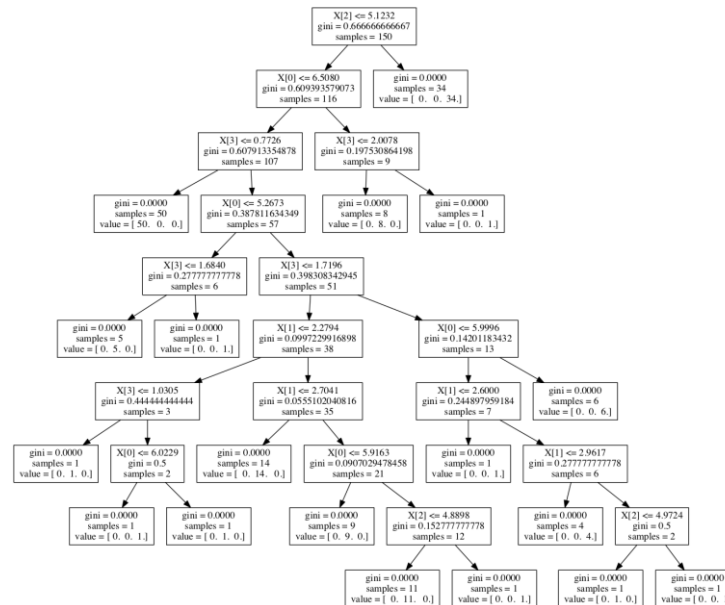 X[2] <= 5.1232
gini = 0.666666666667
samples = 150
X[0] <= 6.5080
gini = 0.609393579073
samples = 116
gini = 0.0000
samples = 34
value = [ 0. 0. 34.]
X[3] <= 0.7726
gini = 0.607913354878
samples = 107
X[3] <= 2.0078
gini = 0.197530864198
samples = 9
gini = 0.0000
samples = 50
value = [ 50. 0. 0.]
X[0] <= 5.2673
gini = 0.387811634349
samples = 57
gini = 0.0000
samples = 8
value = [ 0. 8. 0.]
gini = 0.0000
samples = 1
value = [ 0. 0. 1.]
X[3] <= 1.6840
gini = 0.277777777778
samples = 6
X[3] <= 1.7196
gini = 0.398308342945
samples = 51
gini = 0.0000
samples = 5
value = [ 0. 5. 0.]
gini = 0.0000
samples = 1
value = [ 0. 0. 1.]
X[1] <= 2.2794
gini = 0.0997229916898
samples = 38
X[0] <= 5.9996
gini = 0.14201183432
samples = 13
X[3] <= 1.0305
gini = 0.444444444444
samples = 3
X[1] <= 2.7041
gini = 0.0555102040816
samples = 35
X[1] <= 2.6000
gini = 0.244897959184
samples = 7
gini = 0.0000
samples = 6
value = [ 0. 0. 6.]
gini = 0.0000
samples = 1
value = [ 0. 1. 0.]
X[0] <= 6.0229
gini = 0.5
samples = 2
gini = 0.0000
samples = 14
value = [ 0. 14. 0.]
X[0] <= 5.9163
gini = 0.0907029478458
samples = 21
gini = 0.0000
samples = 1
value = [ 0. 0. 1.]
X[1] <= 2.9617
gini = 0.277777777778
samples = 6
gini = 0.0000
samples = 1
value = [ 0. 0. 1.]
gini = 0.0000
samples = 1
value = [ 0. 1. 0.]
gini = 0.0000
samples = 9
value = [ 0. 9. 0.]
X[2] <= 4.8898
gini = 0.152777777778
samples = 12
gini = 0.0000
samples = 4
value = [ 0. 0. 4.]
X[2] <= 4.9724
gini = 0.5
samples = 2
gini = 0.0000
samples = 11
value = [ 0. 11. 0.]
gini = 0.0000
samples = 1
value = [ 0. 0. 1.]
gini = 0.0000
samples = 1
value = [ 0. 1. 0.]
gini = 0.0000
samples = 1
value = [ 0. 0.